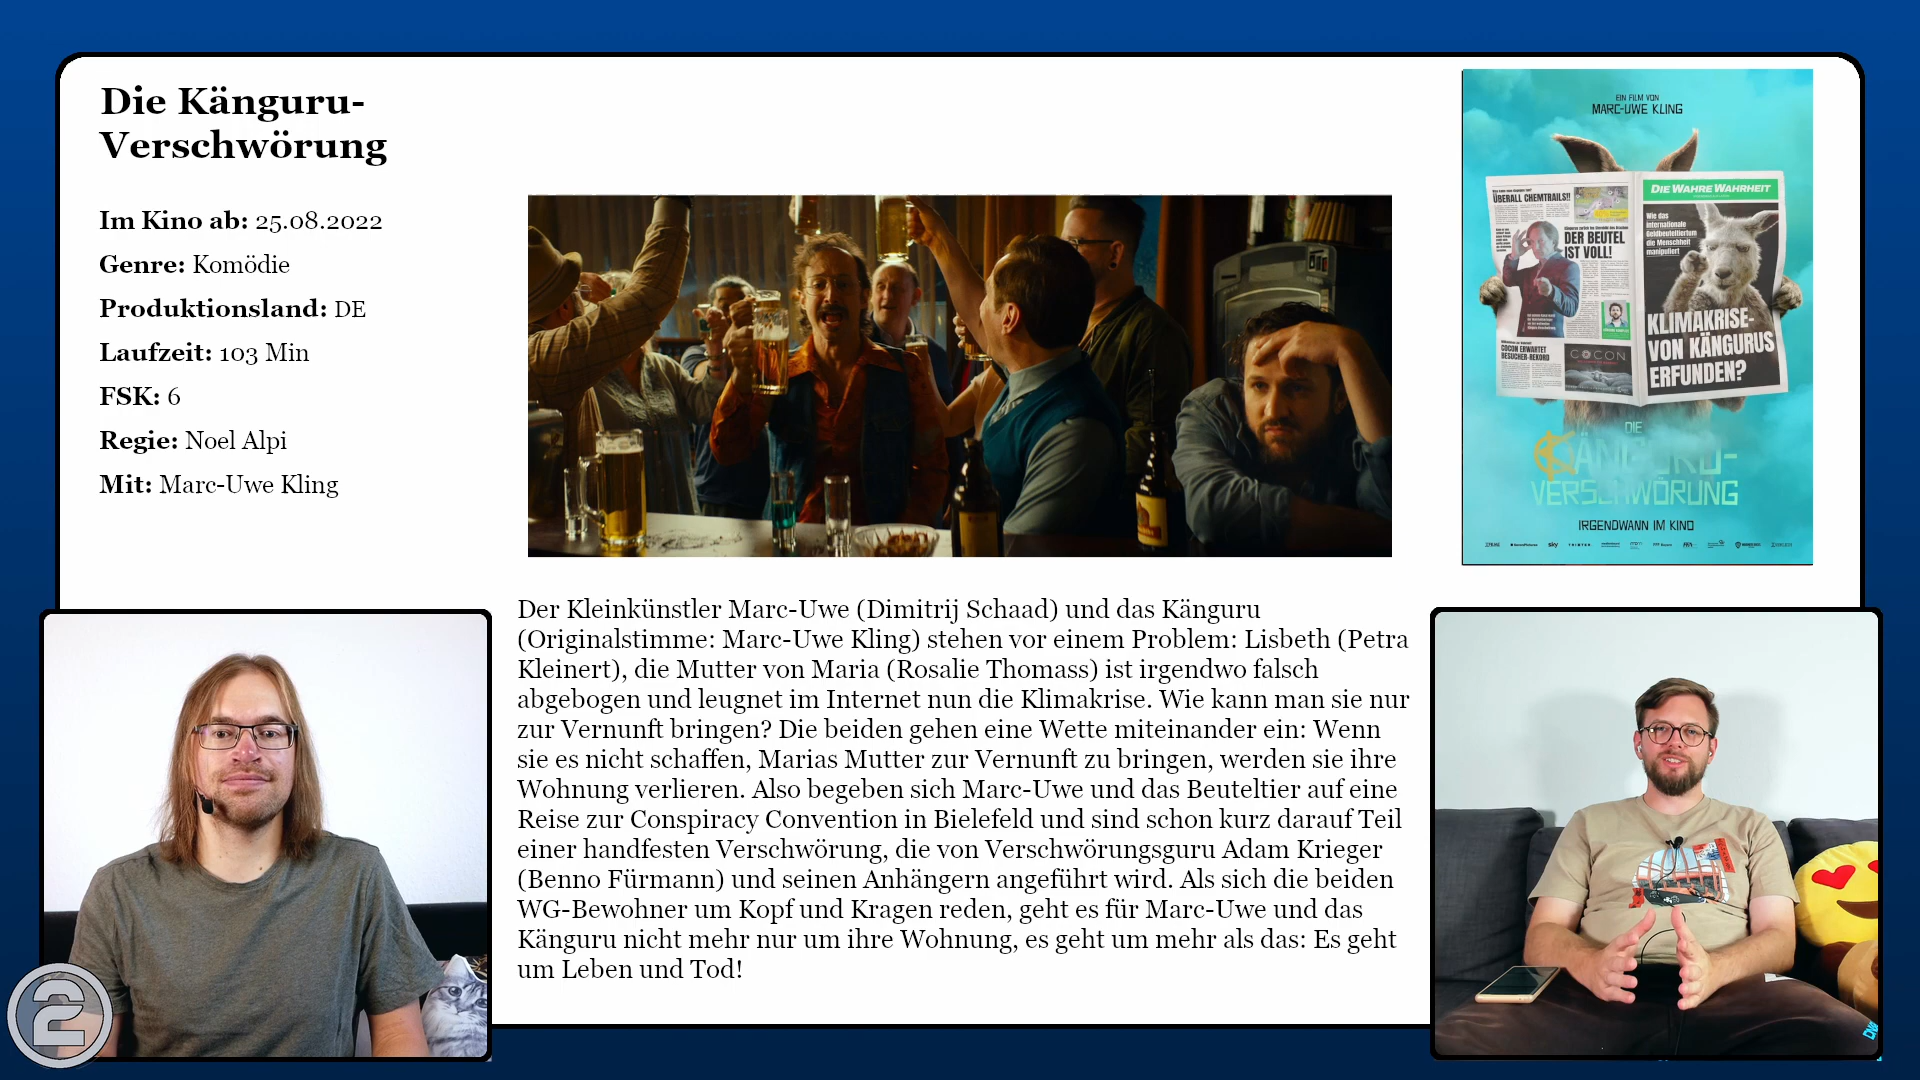 Die Känguru-
Verschwörung
Im Kino ab: 25.08.2022
Genre: Komödie
Produktionsland: DE
Laufzeit: 103 Min
FSK: 6
Regie: Noel Alpi
Mit: Marc-Uwe Kling
EIN FILM VON
MARC-UWE KLING
ÜBERALL CHEMTRAILS!!
DER BEUTEL
IST VOLL!
COCON ERWARTET
BESUCHER-REKORD
COCON
DIE WAHRE WAHRHEIT
Wie das
internationale
Geldbeuteltiertum
die Menschheit
manipuliert
KLIMAKRISE-
VON KÄNGURUS
ERFUNDEN?
DIE
KÄNGURU-
VERSCHWÖRUNG
IRGENDWANN IM KINO
sky
Der Kleinkünstler Marc-Uwe (Dimitrij Schaad) und das Känguru
(Originalstimme: Marc-Uwe Kling) stehen vor einem Problem: Lisbeth (Petra
Kleinert), die Mutter von Maria (Rosalie Thomass) ist irgendwo falsch
abgebogen und leugnet im Internet nun die Klimakrise. Wie kann man sie nur
zur Vernunft bringen? Die beiden gehen eine Wette miteinander ein: Wenn
sie es nicht schaffen, Marias Mutter zur Vernunft zu bringen, werden sie ihre
Wohnung verlieren. Also begeben sich Marc-Uwe und das Beuteltier auf eine
Reise zur Conspiracy Convention in Bielefeld und sind schon kurz darauf Teil
einer handfesten Verschwörung, die von Verschwörungsguru Adam Krieger
(Benno Fürmann) und seinen Anhängern angeführt wird. Als sich die beiden
WG-Bewohner um Kopf und Kragen reden, geht es für Marc-Uwe und das
Känguru nicht mehr nur um ihre Wohnung, es geht um mehr als das: Es geht
um Leben und Tod!
2